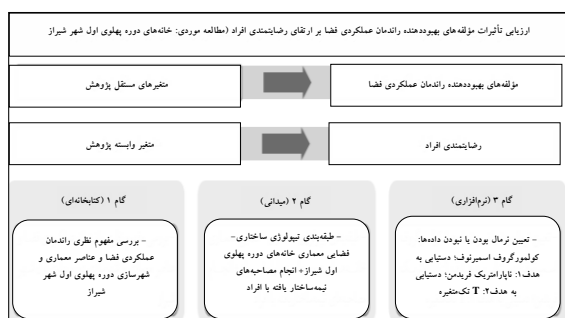 ارزیابی تأثیرات مؤلفه‌های بهبوددهنده راندمان عملکردی فضا بر ارتقای رضایتمندی افراد (مطالعه موردی: خانه‌های دوره پهلوی اول شهر شیراز
متغیرهای مستقل پژوهش
مؤلفه‌های بهبوددهنده راندمان عملکردی فضا
متغیر وابسته پژوهش
رضایتمندی افراد
گام ۱ (کتابخانه‌ای)
- بررسی مفهوم نظری راندمان
عملکردی فضا و عناصر معماری و
شهرسازی دوره پهلوی اول شهر
شیراز
گام ۲ (میدانی)
- طبقه‌بندی تیپولوژی ساختاری-
فضایی معماری خانه‌های دوره پهلوی
اول شیراز+ انجام مصاحبه‌های
نیمه‌ساختار یافته با افراد
گام ۳ (نرم‌افزاری)
- تعیین نرمال بودن یا نبودن داده‌ها:
کولموگروف اسمیرنوف؛ دستیابی به
هدف۱: ناپارامتریک فریدمن؛ دستیابی
به هدف۲: T تک‌متغیره